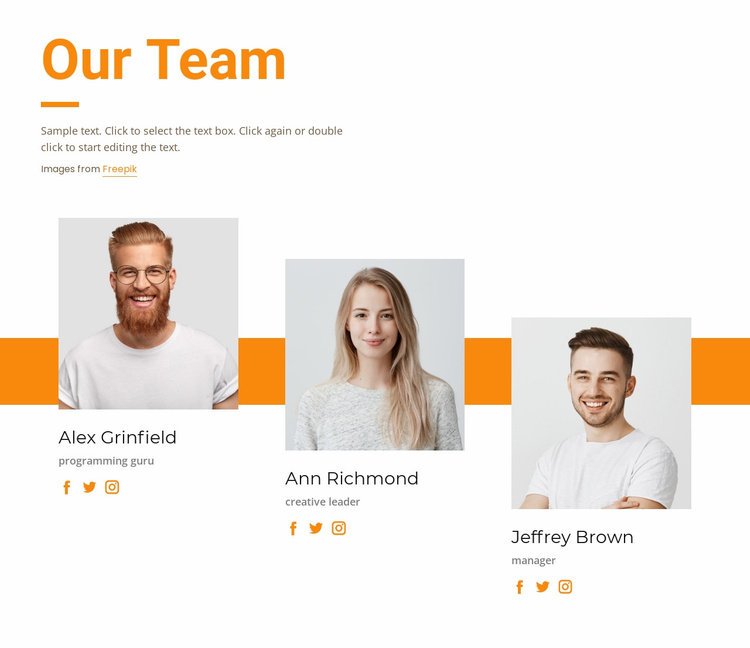 Our Team
Sample text. Click to select the text box. Click again or double
click to start editing the text.
Images from Freepik
Alex Grinfield
programming guru
Ann Richmond
creative leader
Jeffrey Brown
manager